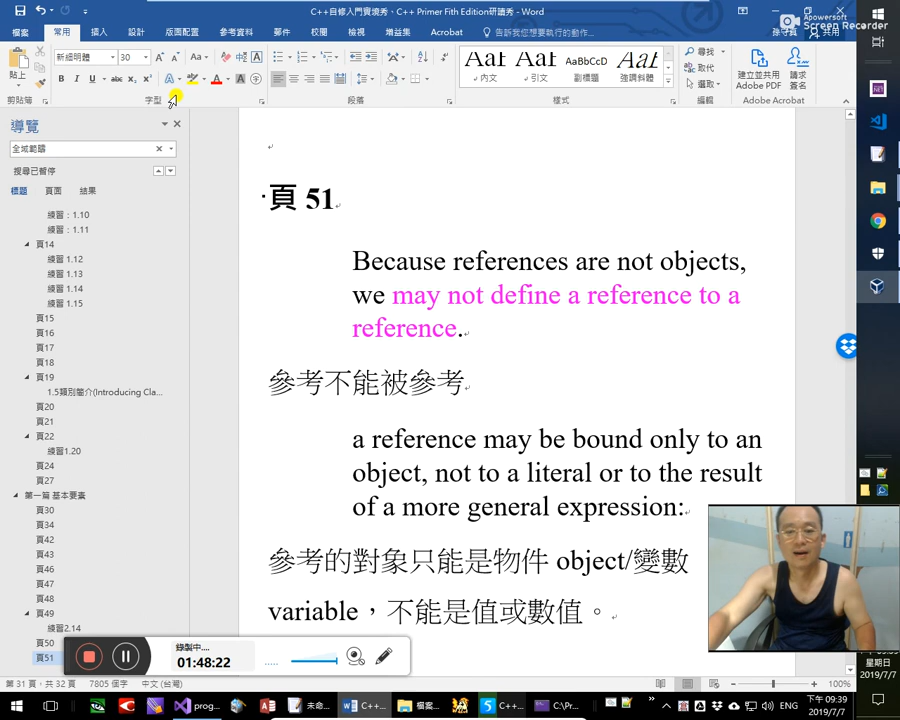 C++自修入門實境秀、C++ Primer Fith Edition研讀秀 - Word
Apowersoft
Screen Recorder
檔案
常用
插入
設計
版面配置
參考資料
郵件
校閱
檢視
增益集
Acrobat
告訴我您想要執行的動作...
共用
貼上
新細明體
30
剪貼簿
字型
段落
AaI 內文
AaI 引文
AaBbCcD 副標題
AaI 強調斜體
樣式
尋找
取代
選取
編輯
建立並共用
Adobe PDF
請求
簽名
Adobe Acrobat
導覽
全域範疇
搜尋已暫停
標題
頁面
結果
練習：1.10
練習：1.11
頁14
練習 1.12
練習 1.13
練習 1.14
練習 1.15
頁15
頁16
頁17
頁18
頁19
1.5類別簡介(Introducing Cla...
頁20
頁21
頁22
練習1.20
頁24
頁27
第一篇 基本要素
頁30
頁34
頁42
頁43
頁46
頁47
頁48
頁49
練習2.14
頁50
頁51
頁 51
Because references are not objects,
we may not define a reference to a
reference.
參考不能被參考
a reference may be bound only to an
object, not to a literal or to the result
of a more general expression:
參考的對象只能是物件 object/變數
variable，不能是值或數值。
錄製中....
01:48:22
第 31 頁，共 32 頁
7805 個字
中文 (台灣)
100%
prog...
未命...
C++...
檔案...
C++...
C:\Pr...
ENG
下午 09:39
2019/7/7
星期日
2019/7/7